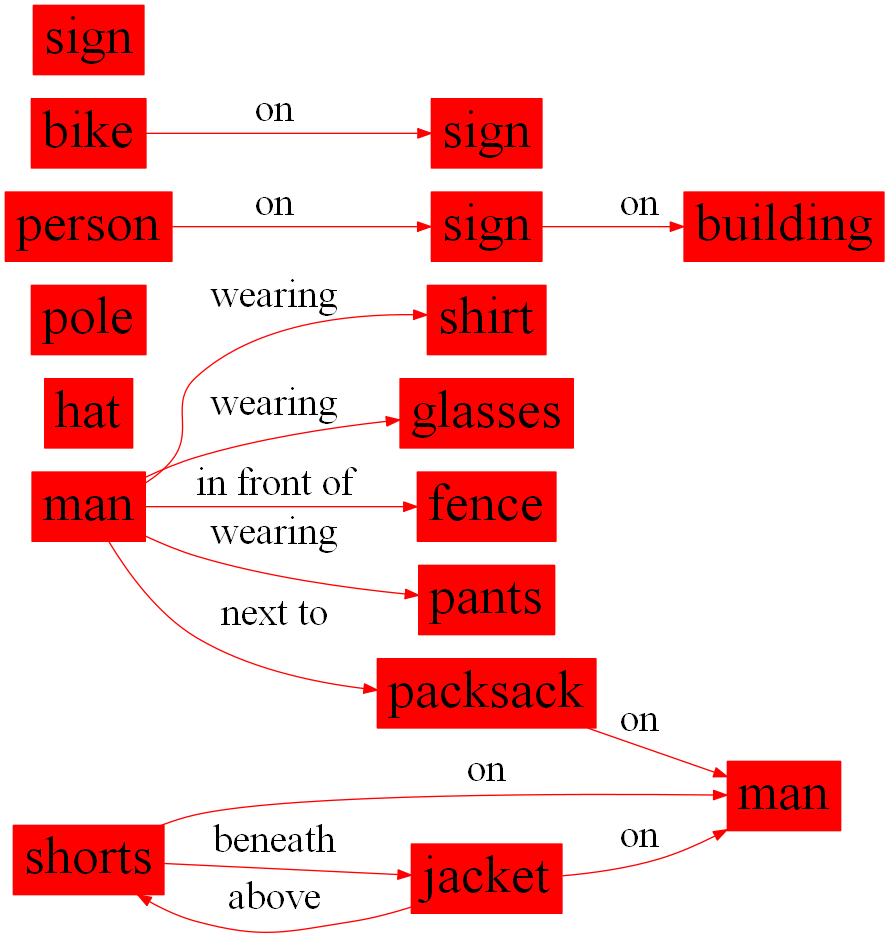 sign
bike on sign
person on sign on building
pole wearing shirt
hat wearing glasses
man in front of fence
wearing pants
next to
packsack on
on man
shorts beneath jacket on
above